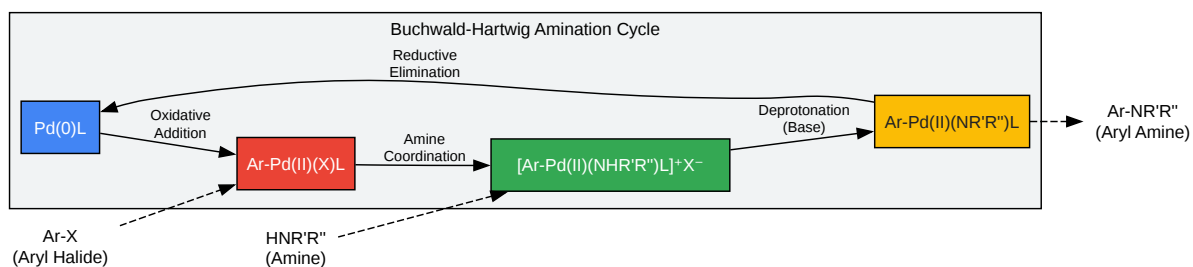 Buchwald-Hartwig Amination Cycle
Reductive
Elimination
Pd(0)L
Oxidative
Addition
Ar-Pd(II)(X)L
Amine
Coordination
[Ar-Pd(II)(NHR'R")L]⁺X⁻
Deprotonation
(Base)
Ar-Pd(II)(NR'R")L
Ar-NR'R"
(Aryl Amine)
Ar-X
(Aryl Halide)
HNR'R"
(Amine)